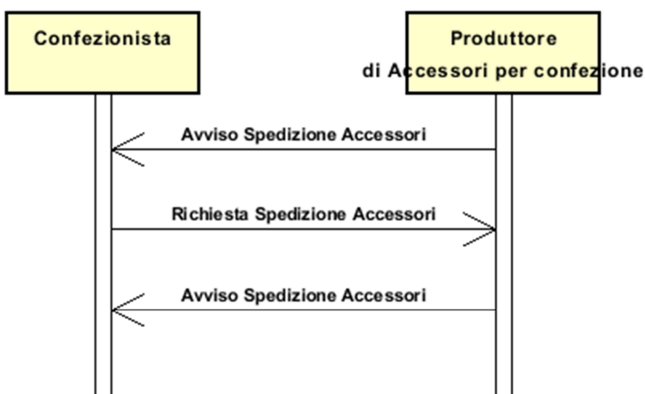 Confezionista
Produttore
di Accessori per confezione
Avviso Spedizione Accessori
Richiesta Spedizione Accessori
Avviso Spedizione Accessori